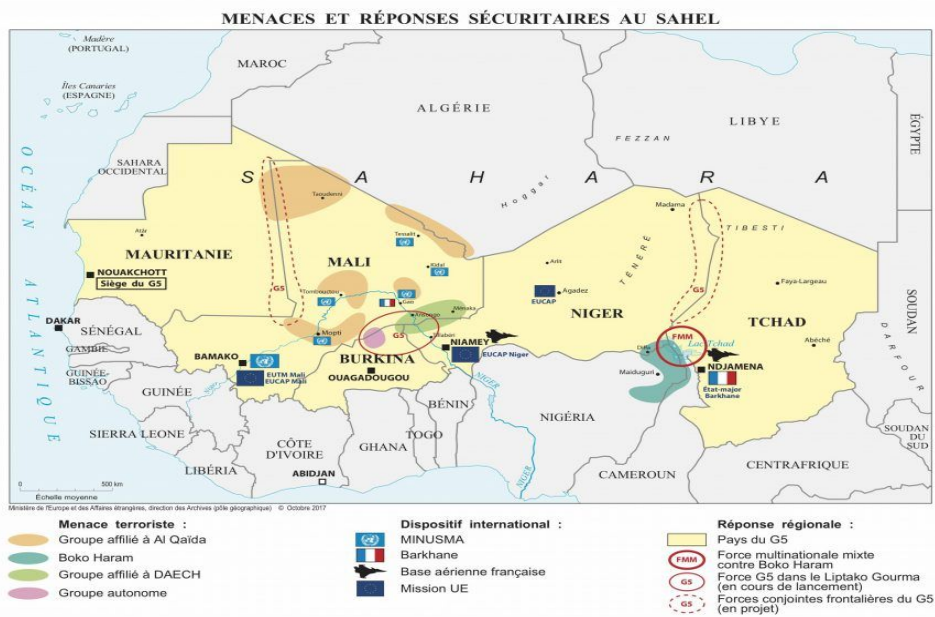 MENACES ET RÉPONSES SÉCURITAIRES AU SAHEL
Madère
(PORTUGAL)
Îles Canaries
(ESPAGNE)
MAROC
ALGÉRIE
LIBYE
ÉGYPTE
FEZZAN
SAHARA
OCCIDENTAL
S A H A R A
Hoggar
Taoudenni
Madama
TIBESTI
OCÉAN ATLANTIQUE
Atâr
MAURITANIE
MALI
Tessalit
Kidal
TÉNÉRÉ
Arlit
NOUAKCHOTT
Siège du G5
G5
Tombouctou
Gao
Ménaka
EUCAP
Agadez
G5
Faya-Largeau
NIGER
TCHAD
SOUDAN
DARFOUR
DAKAR
SÉNÉGAL
GAMBIE
GUINÉE-
BISSAO
Mopti
Ansongo
G5
NIAMEY
EUCAP Niger
FMM
Lac Tchad
Diffa
Abéché
BAMAKO
EUTM Mali
EUCAP Mali
BURKINA
OUAGADOUGOU
NIGER
Maiduguri
NDJAMENA
État-major
Barkhane
GUINÉE
BÉNIN
NIGÉRIA
SIERRA LEONE
CÔTE
D'IVOIRE
GHANA
TOGO
SOUDAN
DU
SUD
LIBÉRIA
ABIDJAN
NIGER
CAMEROUN
CENTRAFRIQUE
0 500 km
Échelle moyenne
Ministère de l'Europe et des Affaires étrangères, direction des Archives (pôle géographique) © Octobre 2017
Menace terroriste :
Groupe affilié à Al Qaïda
Boko Haram
Groupe affilié à DAECH
Groupe autonome
Dispositif international :
MINUSMA
Barkhane
Base aérienne française
Mission UE
Réponse régionale :
Pays du G5
FMM
Force multinationale mixte
contre Boko Haram
G5
Force G5 dans le Liptako Gourma
(en cours de lancement)
G5
Forces conjointes frontalières du G5
(en projet)